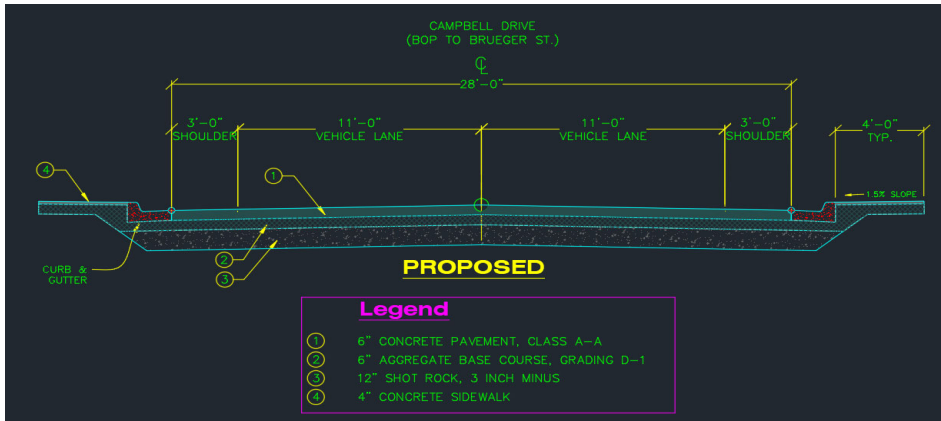 CAMPBELL DRIVE
(BOP TO BRUEGER ST.)
℄
28'-0"
3'-0"
SHOULDER
11'-0"
VEHICLE LANE
11'-0"
VEHICLE LANE
3'-0"
SHOULDER
4'-0"
TYP.
4
1
1.5% SLOPE
2
3
CURB &
GUTTER
PROPOSED
Legend
1 6" CONCRETE PAVEMENT, CLASS A-A
2 6" AGGREGATE BASE COURSE, GRADING D-1
3 12" SHOT ROCK, 3 INCH MINUS
4 4" CONCRETE SIDEWALK